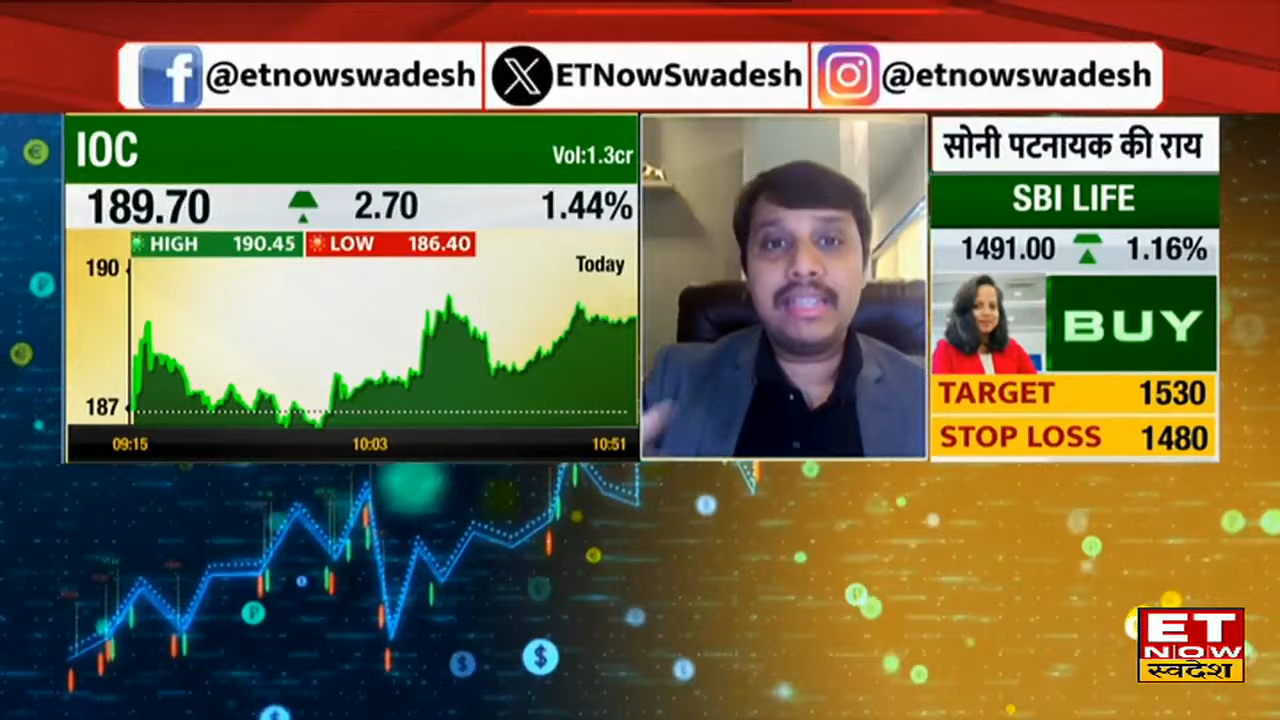 @etnowswadesh
ETNowSwadesh
@etnowswadesh
IOC
Vol:1.3cr
189.70 2.70 1.44%
HIGH 190.45 LOW 186.40
Today
190
187
09:15 10:03 10:51
सोनी पटनायक की राय
SBI LIFE
1491.00 1.16%
BUY
TARGET 1530
STOP LOSS 1480
ET
NOW
स्वदेश